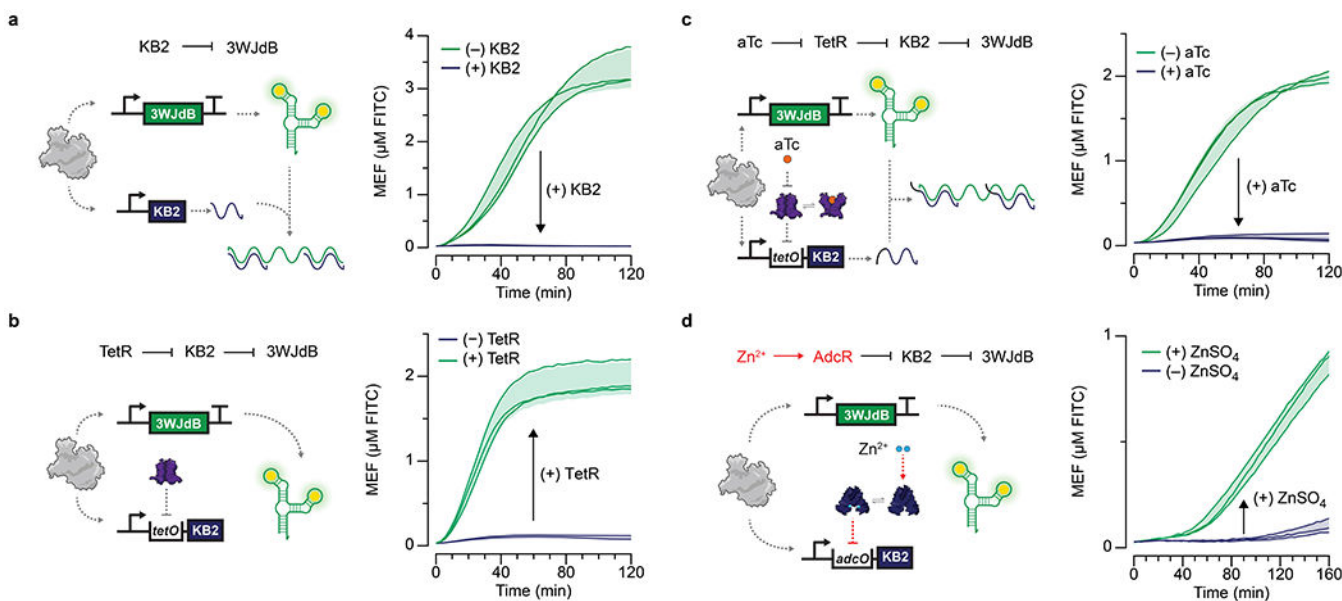 a
KB2 ⊣ 3WJdB
3WJdB
KB2
MEF (µM FITC)
4
3
2
1
0
(–) KB2
(+) KB2
(+) KB2
0 40 80 120
Time (min)
b
TetR ⊣ KB2 ⊣ 3WJdB
3WJdB
tetO KB2
MEF (µM FITC)
2
1
0
(–) TetR
(+) TetR
(+) TetR
0 40 80 120
Time (min)
c
aTc ⊣ TetR ⊣ KB2 ⊣ 3WJdB
3WJdB
aTc
tetO KB2
MEF (µM FITC)
2
1
0
(–) aTc
(+) aTc
(+) aTc
0 40 80 120
Time (min)
d
Zn²⁺ → AdcR ⊣ KB2 ⊣ 3WJdB
3WJdB
Zn²⁺
adcO KB2
MEF (µM FITC)
1
0
(+) ZnSO₄
(–) ZnSO₄
(+) ZnSO₄
0 40 80 120 160
Time (min)